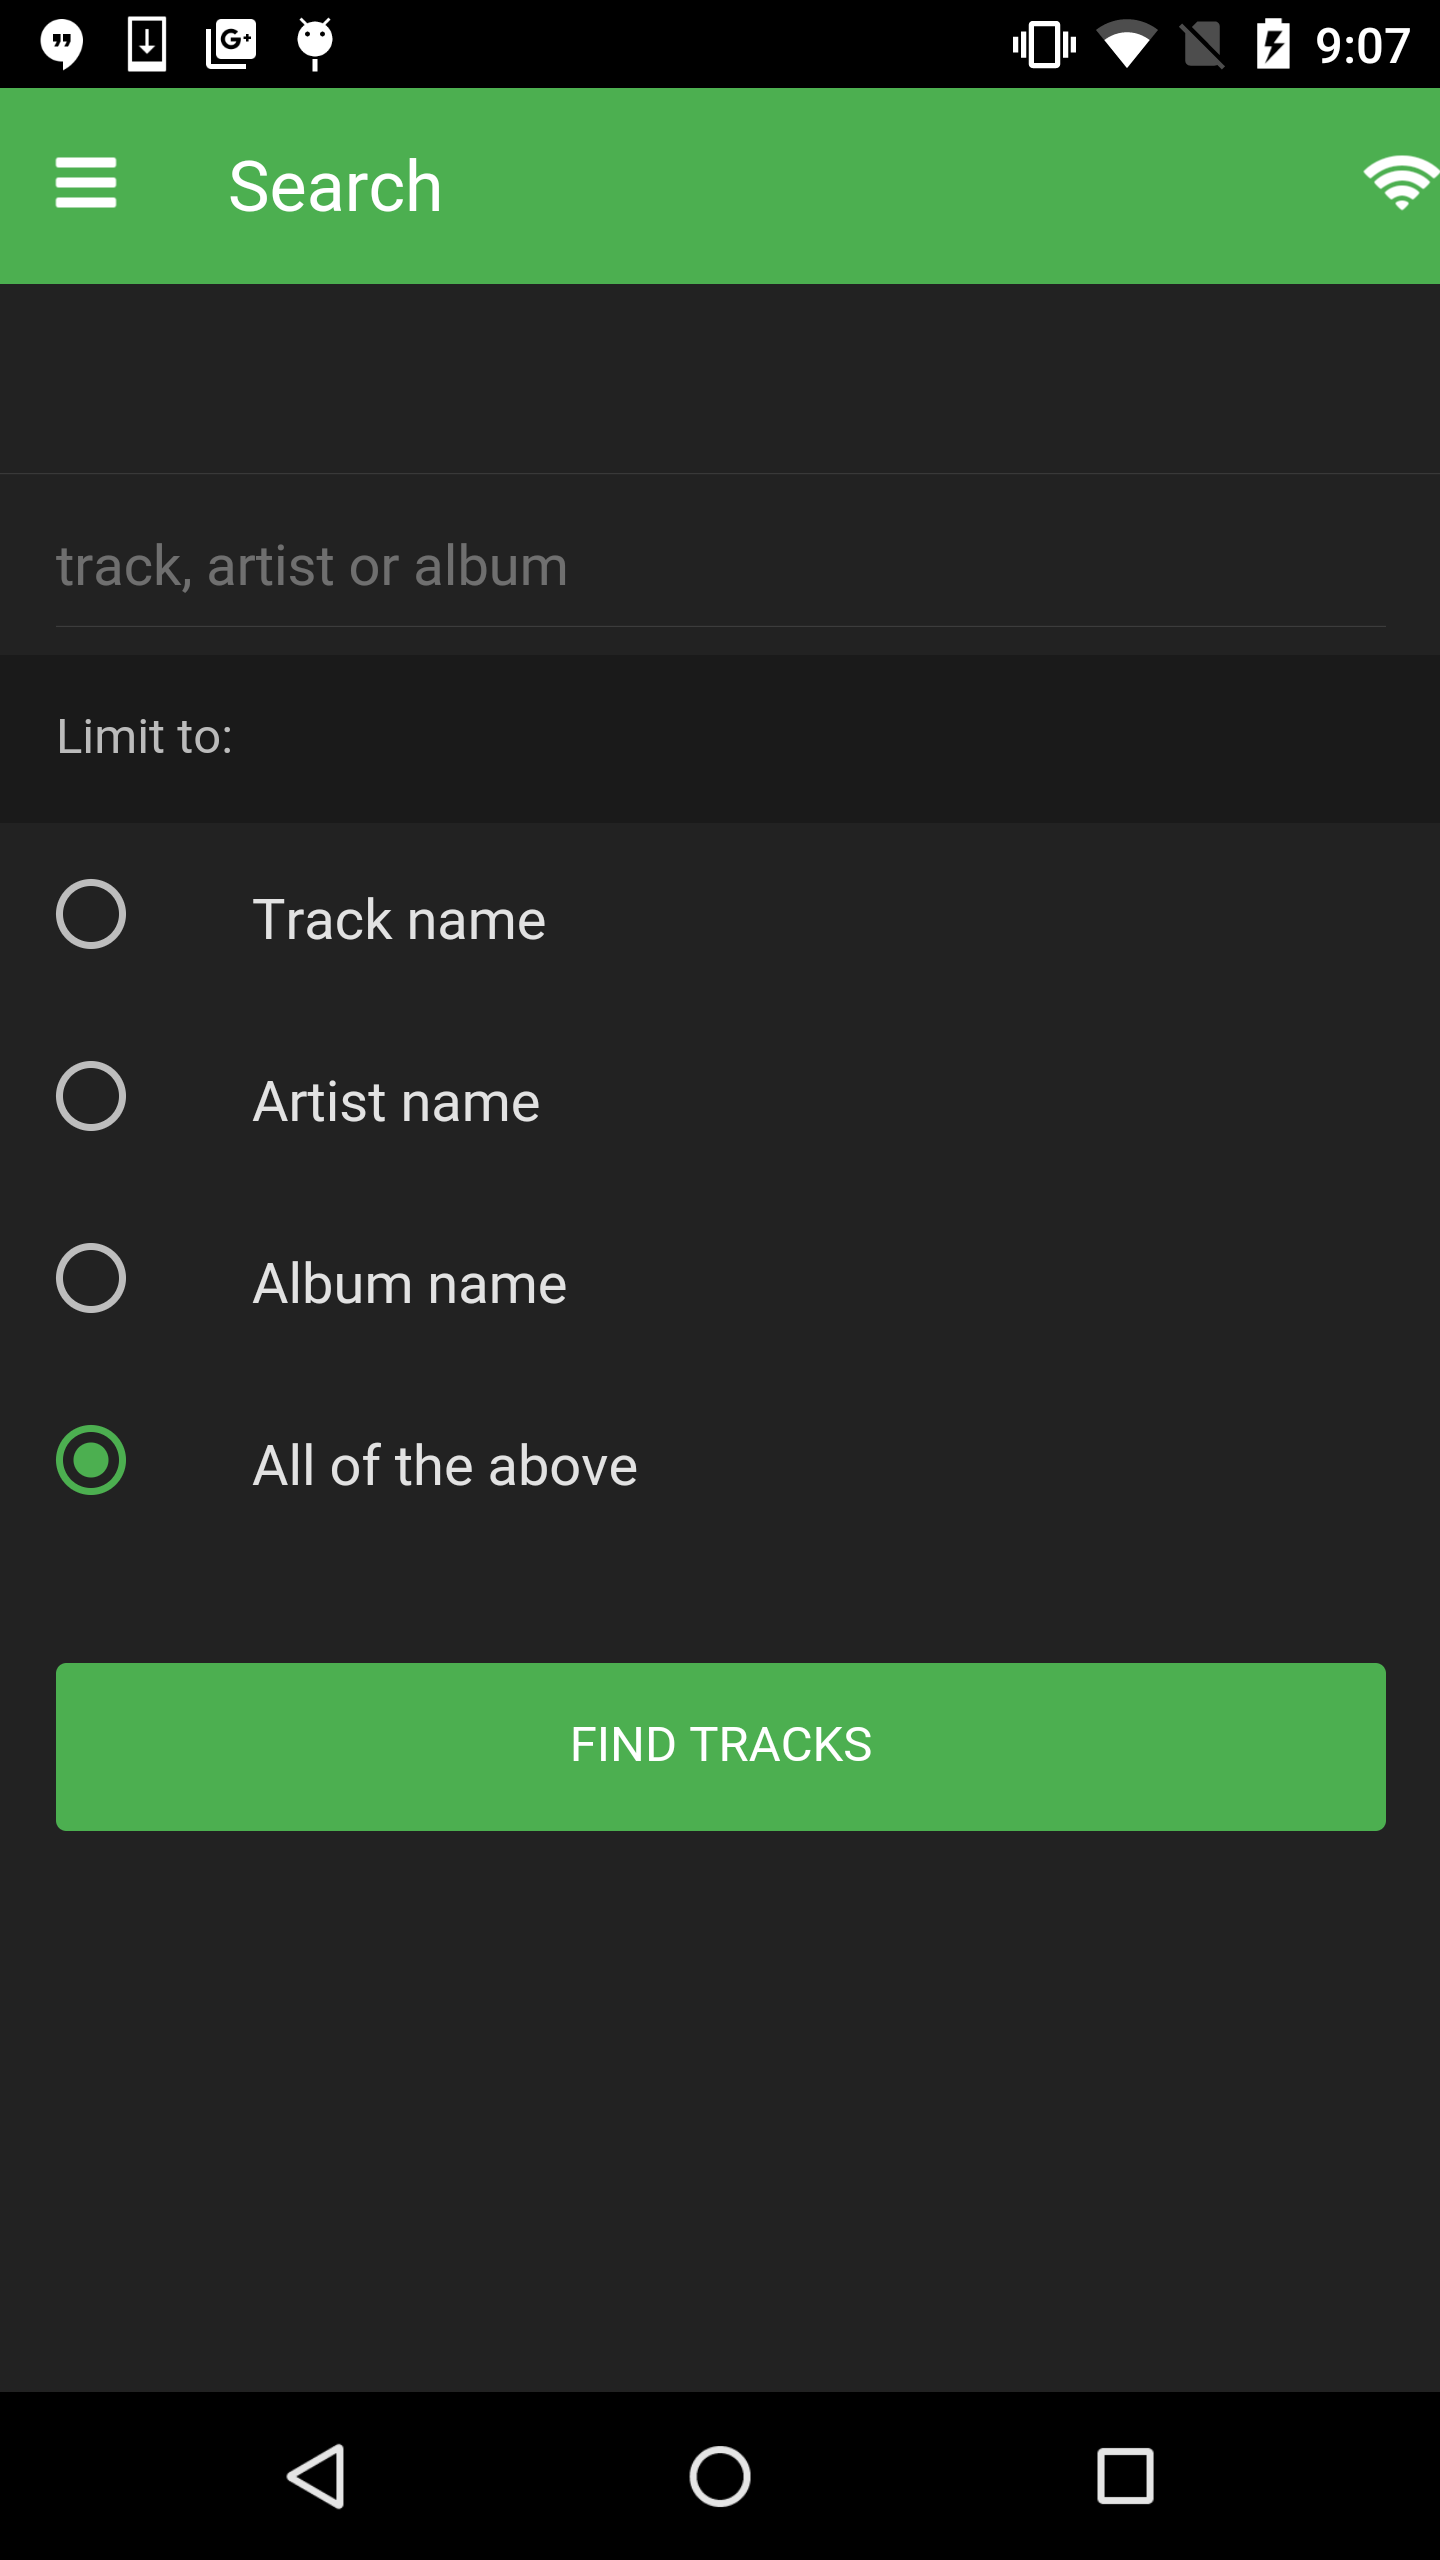 9:07
Search
track, artist or album
Limit to:
Track name
Artist name
Album name
All of the above
FIND TRACKS